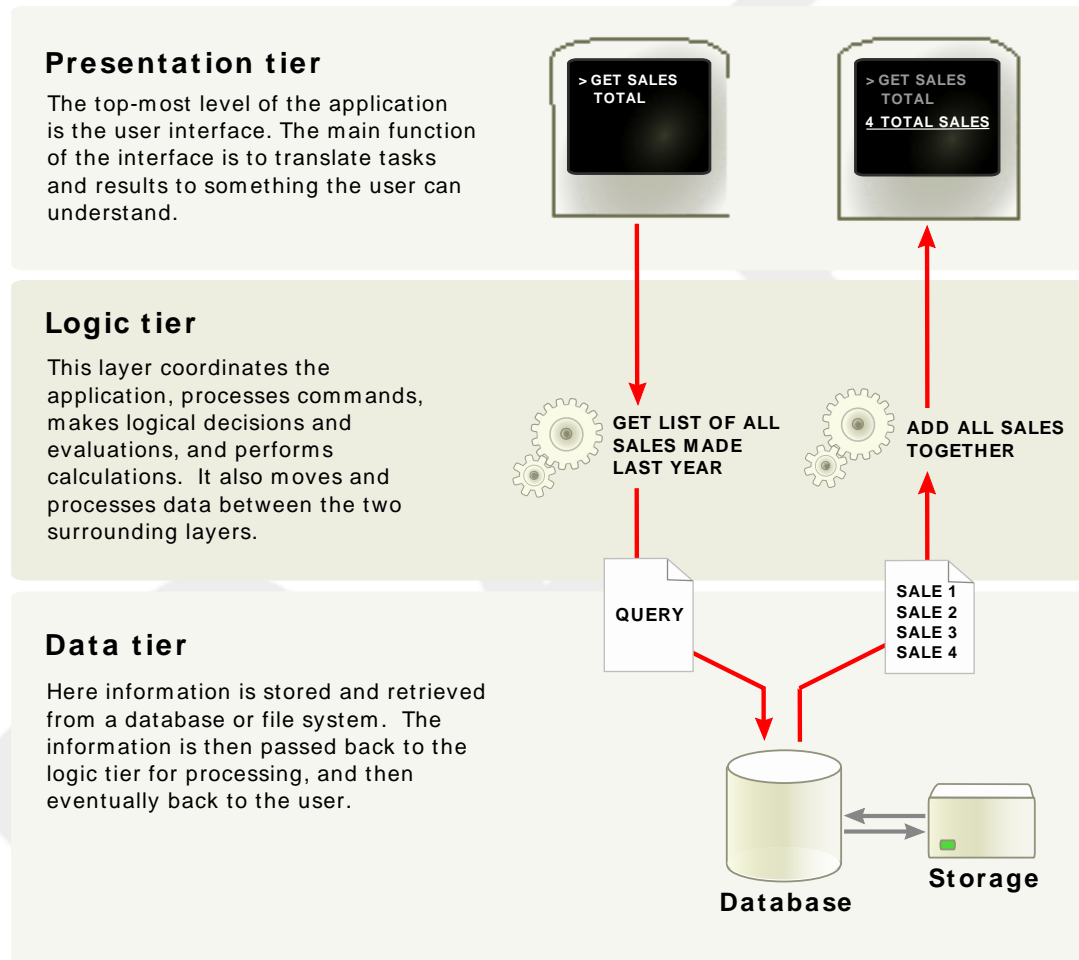 Presentation tier
The top-most level of the application
is the user interface. The main function
of the interface is to translate tasks
and results to something the user can
understand.
> GET SALES
TOTAL
> GET SALES
TOTAL
4 TOTAL SALES
Logic tier
This layer coordinates the
application, processes commands,
makes logical decisions and
evaluations, and performs
calculations. It also moves and
processes data between the two
surrounding layers.
GET LIST OF ALL
SALES MADE
LAST YEAR
ADD ALL SALES
TOGETHER
QUERY
SALE 1
SALE 2
SALE 3
SALE 4
Data tier
Here information is stored and retrieved
from a database or file system. The
information is then passed back to the
logic tier for processing, and then
eventually back to the user.
Database
Storage